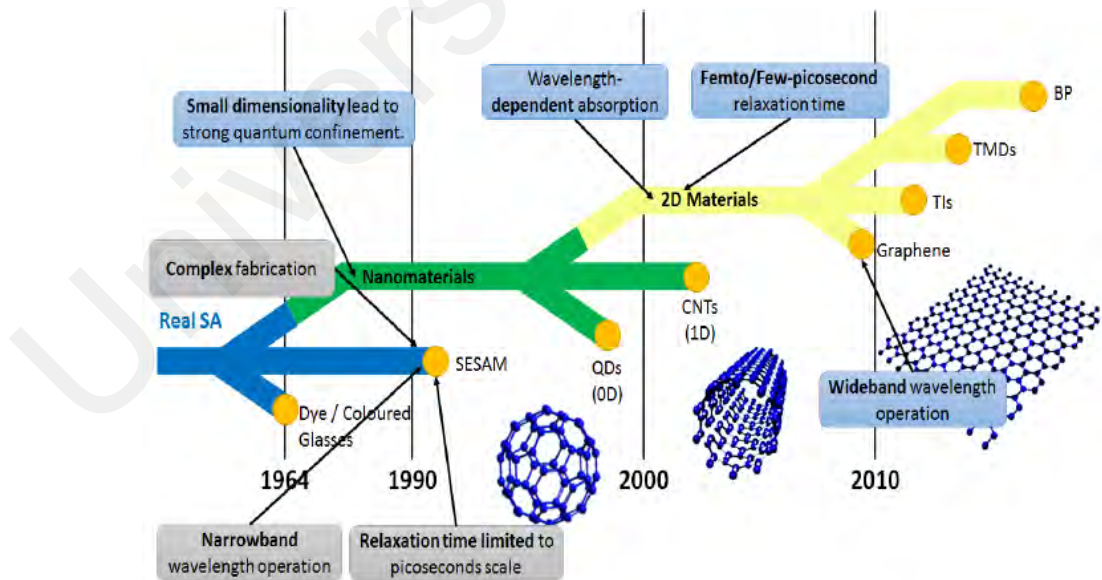 Univers
Wavelength-
dependent absorption
Femto/Few-picosecond
relaxation time
Small dimensionality lead to
strong quantum confinement.
BP
TMDs
2D Materials
TIs
Graphene
Complex fabrication
Nanomaterials
CNTs
(1D)
Real SA
SESAM
QDs
(0D)
Wideband wavelength
operation
Dye / Coloured
Glasses
1964
1990
2000
2010
Narrowband
wavelength operation
Relaxation time limited to
picoseconds scale